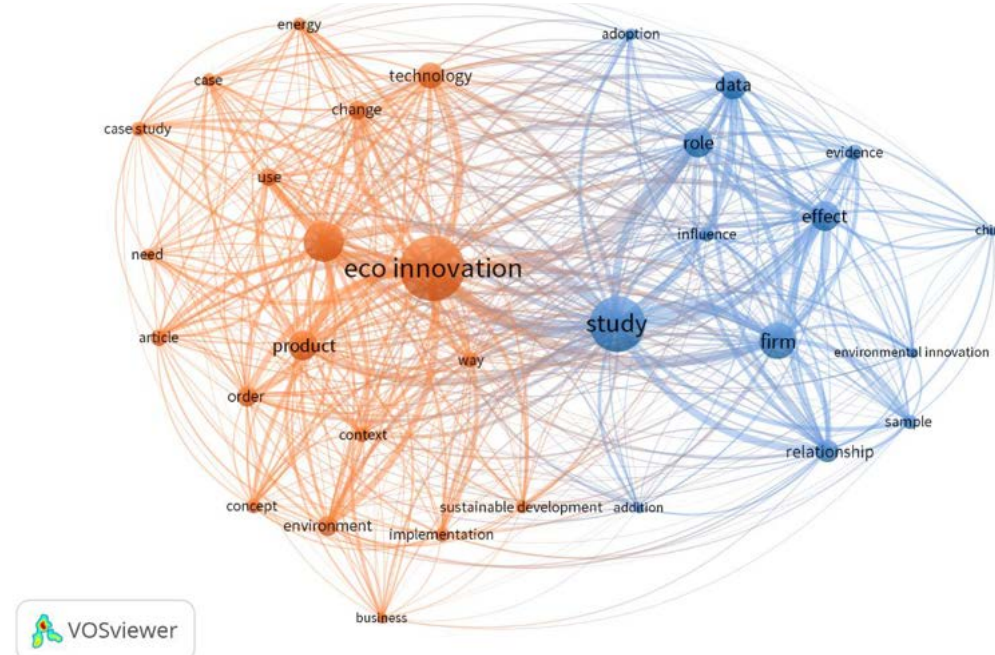 energy
adoption
case
technology
data
change
case study
role
evidence
use
effect
influence
chin
need
eco innovation
study
article
product
firm
way
environmental innovation
order
sample
context
relationship
concept
sustainable development
addition
environment
implementation
business
VOSviewer